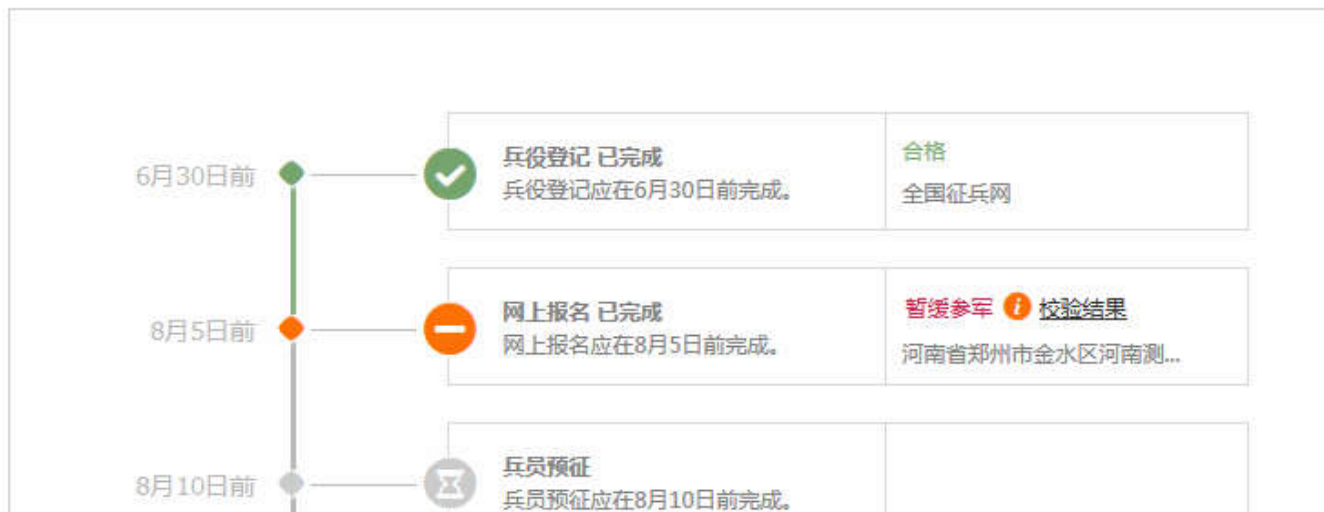 6月30日前
兵役登记 已完成
兵役登记应在6月30日前完成。
合格
全国征兵网
8月5日前
网上报名 已完成
网上报名应在8月5日前完成。
暂缓参军 i 校验结果
河南省郑州市金水区河南测...
8月10日前
兵员预征
兵员预征应在8月10日前完成。